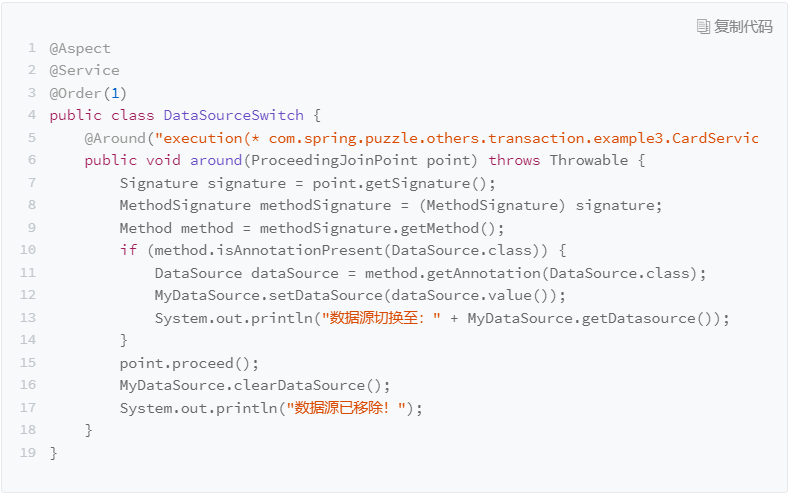 复制代码
1 @Aspect
2 @Service
3 @Order(1)
4 public class DataSourceSwitch {
5     @Around("execution(* com.spring.puzzle.others.transaction.example3.CardServic
6     public void around(ProceedingJoinPoint point) throws Throwable {
7         Signature signature = point.getSignature();
8         MethodSignature methodSignature = (MethodSignature) signature;
9         Method method = methodSignature.getMethod();
10         if (method.isAnnotationPresent(DataSource.class)) {
11             DataSource dataSource = method.getAnnotation(DataSource.class);
12             MyDataSource.setDataSource(dataSource.value());
13             System.out.println("数据源切换至：" + MyDataSource.getDatasource());
14         }
15         point.proceed();
16         MyDataSource.clearDataSource();
17         System.out.println("数据源已移除！");
18     }
19 }